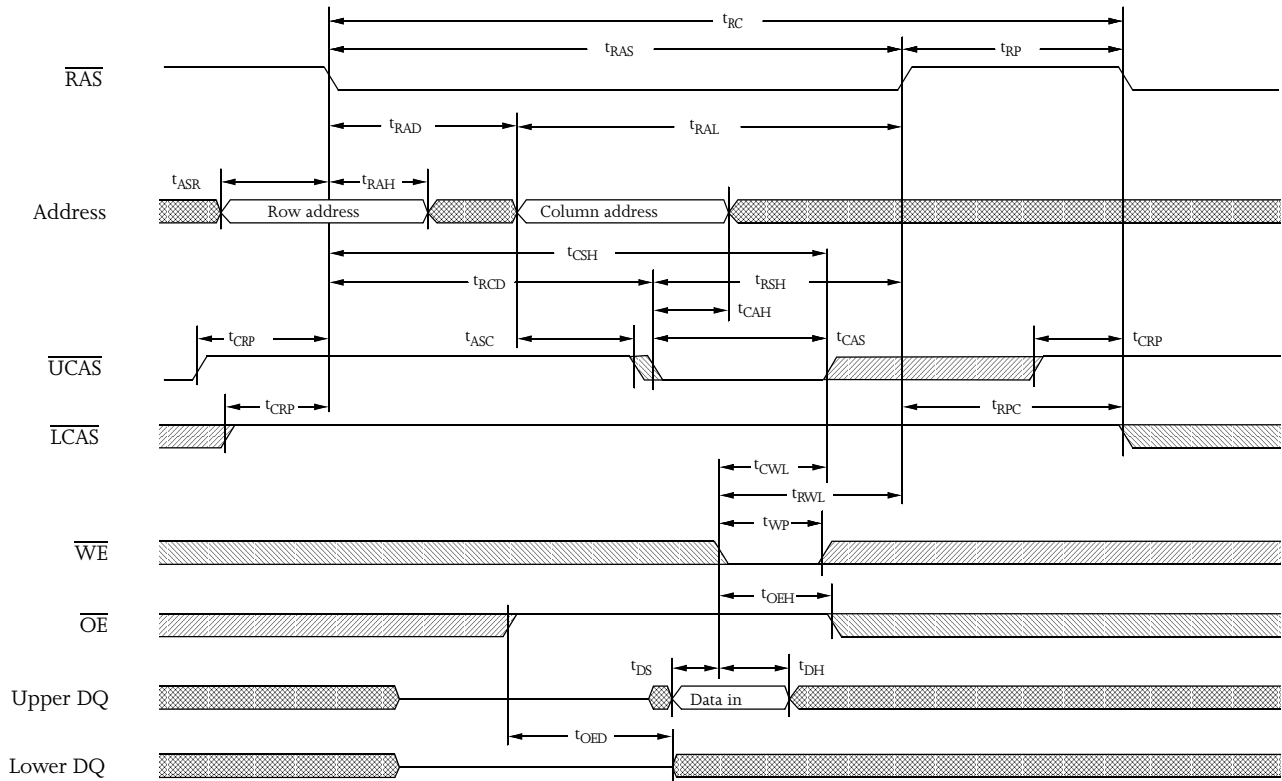 tRC
tRAS
tRP
RAS
tRAD
tRAL
tASR
tRAH
Address
Row address
Column address
tCSH
tRCD
tRSH
tCAH
tCRP
tASC
tCAS
tCRP
UCAS
tCRP
tRPC
LCAS
tCWL
tRWL
tWP
WE
tOEH
OE
tDS
tDH
Upper DQ
Data in
tOED
Lower DQ